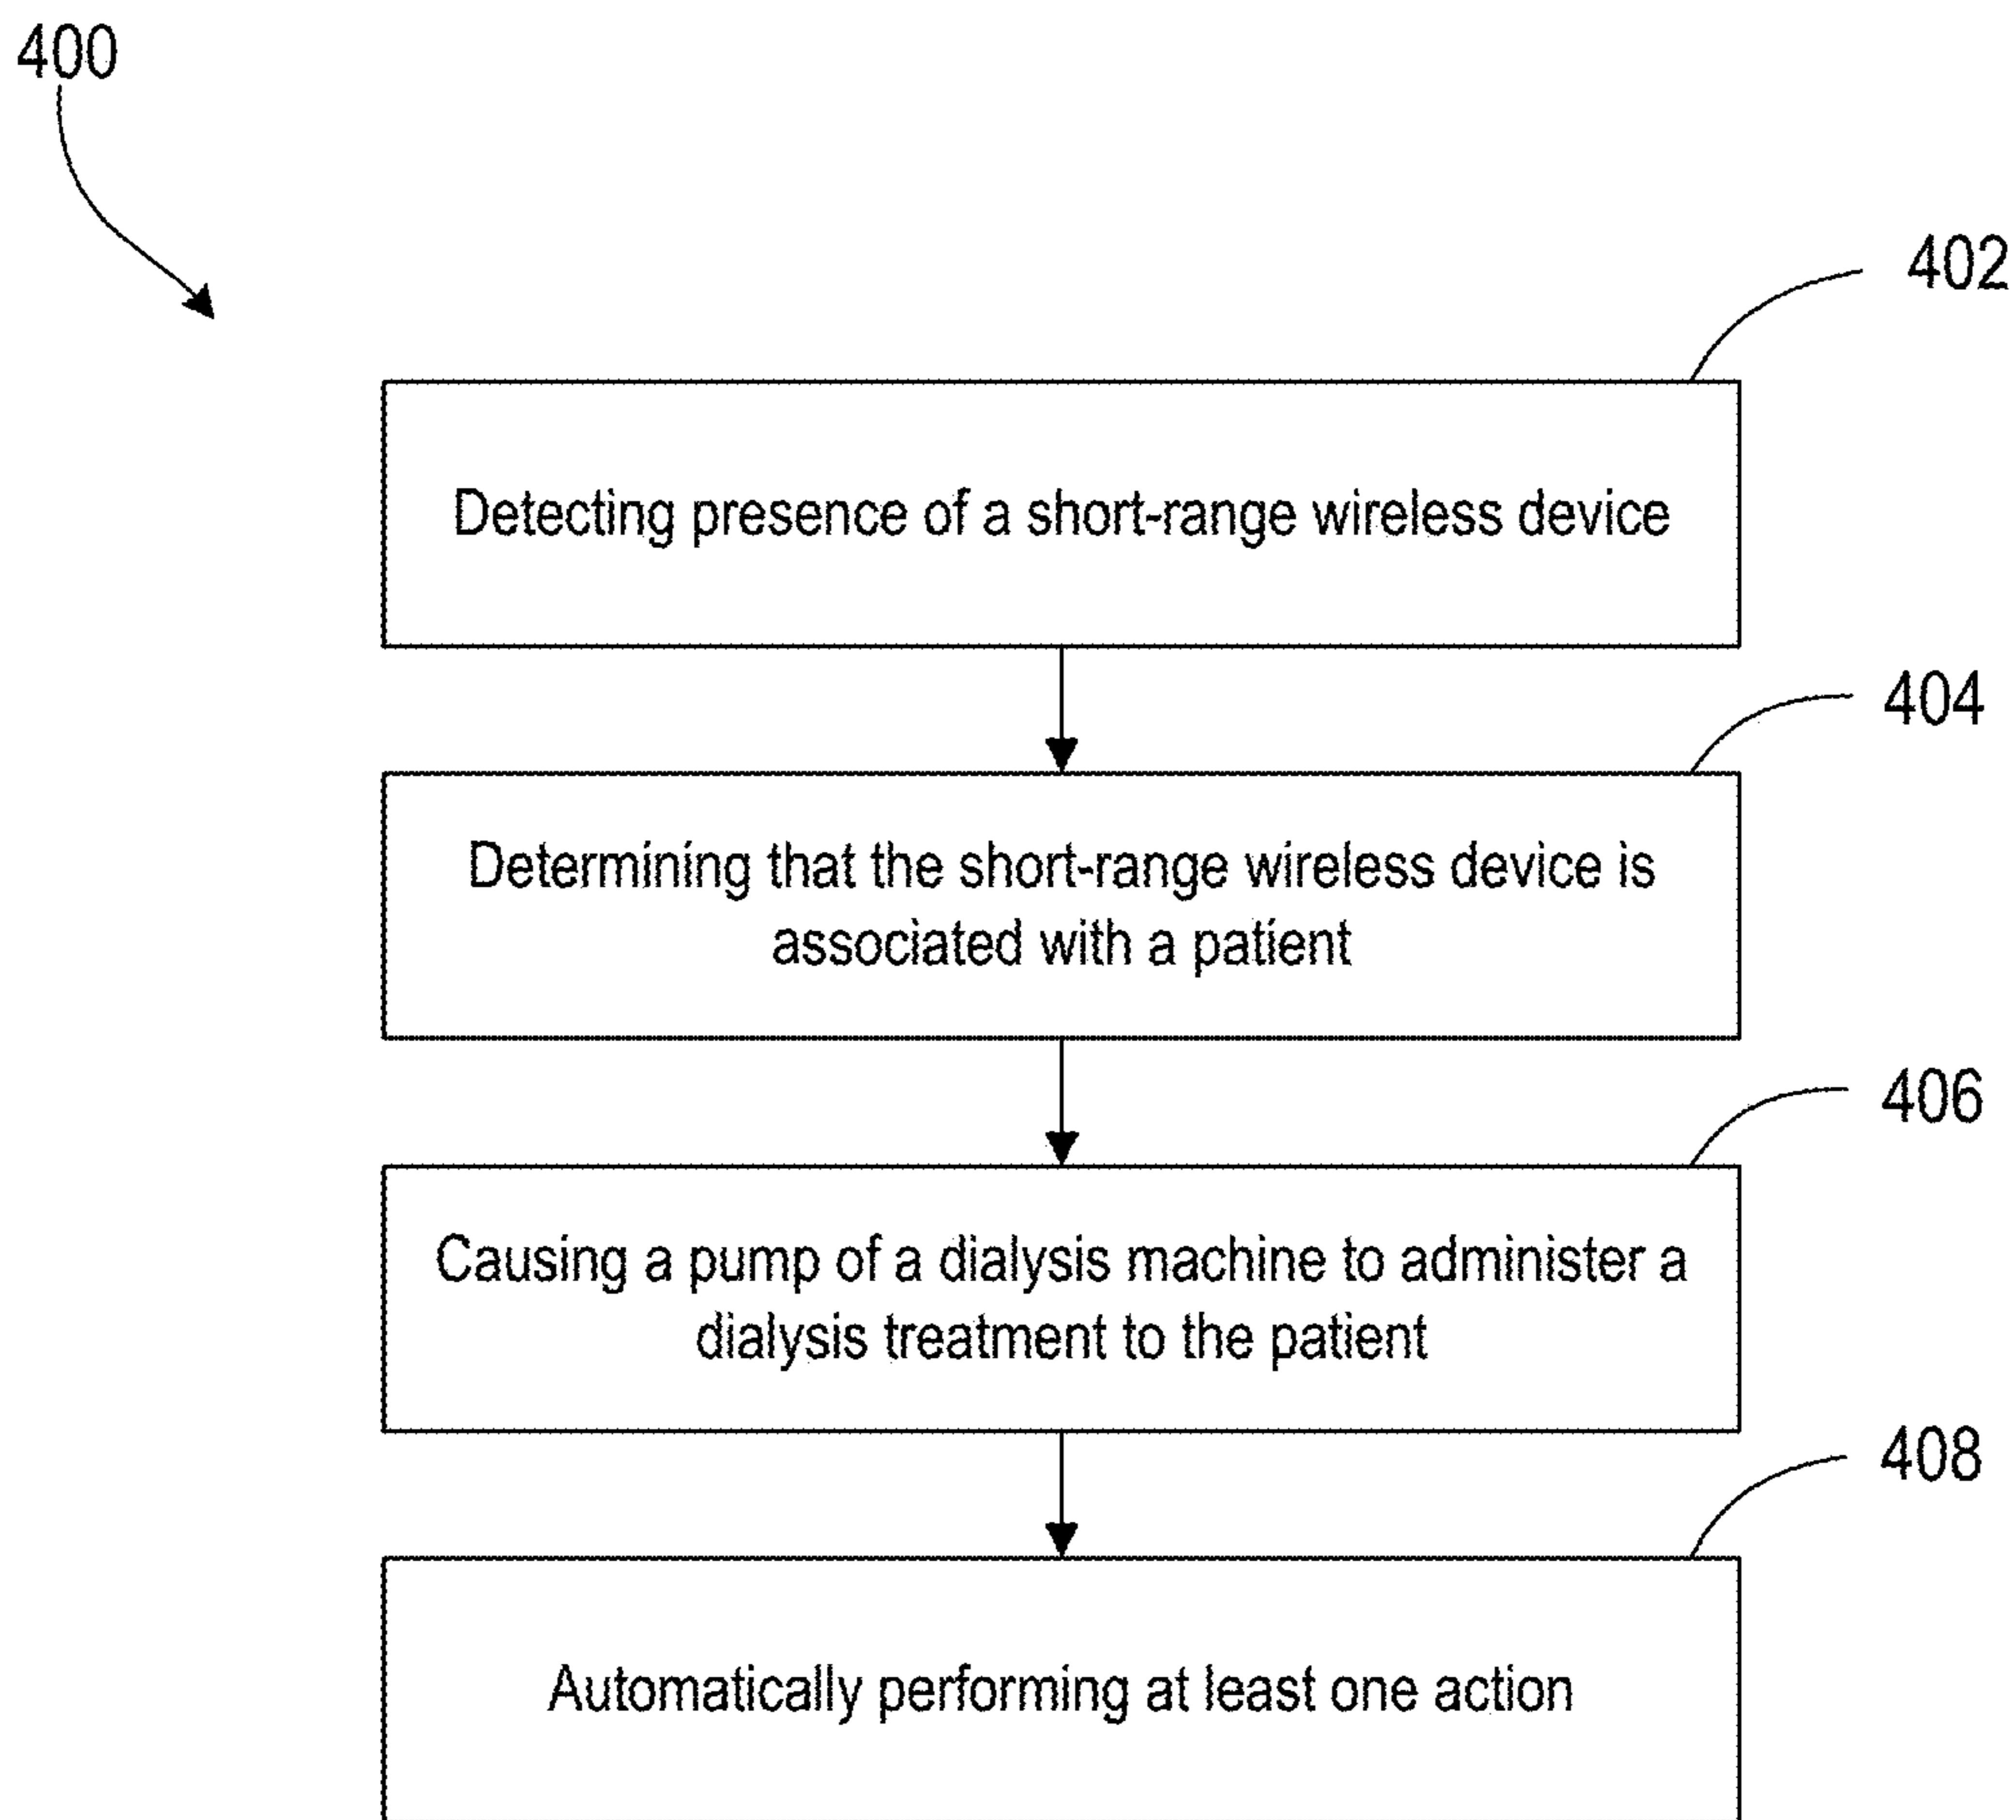 400
402
Detecting presence of a short-range wireless device
404
Determining that the short-range wireless device is
associated with a patient
406
Causing a pump of a dialysis machine to administer a
dialysis treatment to the patient
408
Automatically performing at least one action